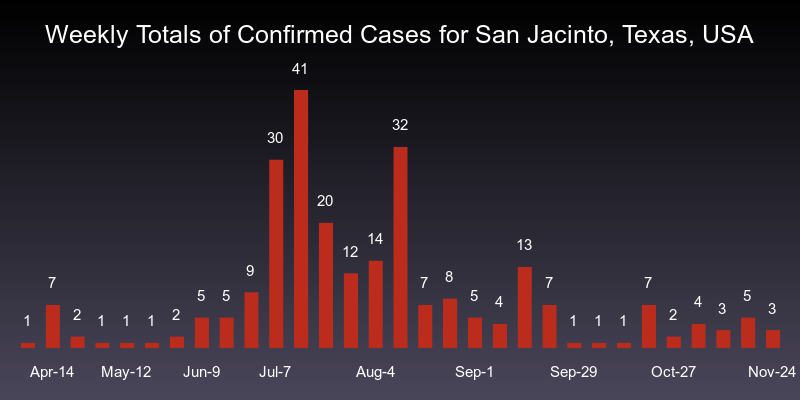 Weekly Totals of Confirmed Cases for San Jacinto, Texas, USA
1 7 2 1 1 1 2 5 5 9 30 41 20 12 14 32 7 8 5 4 13 7 1 1 1 7 2 4 3 5 3
Apr-14 May-12 Jun-9 Jul-7 Aug-4 Sep-1 Sep-29 Oct-27 Nov-24